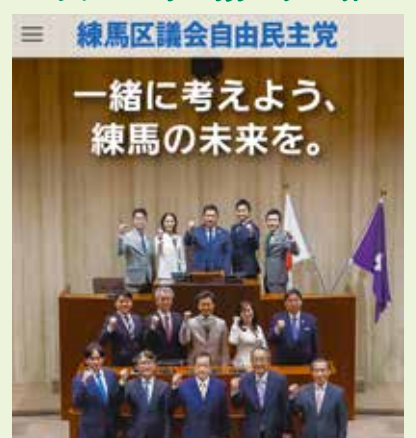 練馬区議会自由民主党
一緒に考えよう、
練馬の未来を。